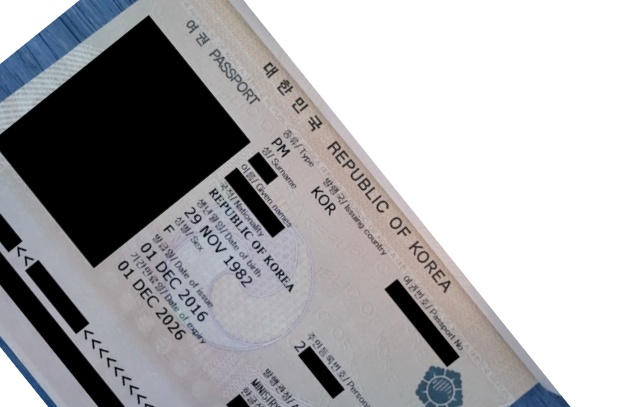 대한민국 REPUBLIC OF KOREA
여권 PASSPORT
종류/Type
발행국/Issuing country
여권번호/Passport No.
PM
KOR
성/Surname
이름/Given names
국적/Nationality
REPUBLIC OF KOREA
생년월일/Date of birth
29 NOV 1982
주민등록번호/Person
2
성별/Sex
F
발급일/Date of issue
01 DEC 2016
발행관청/A
MINISTRY
기간만료일/Date of expiry
01 DEC 2026